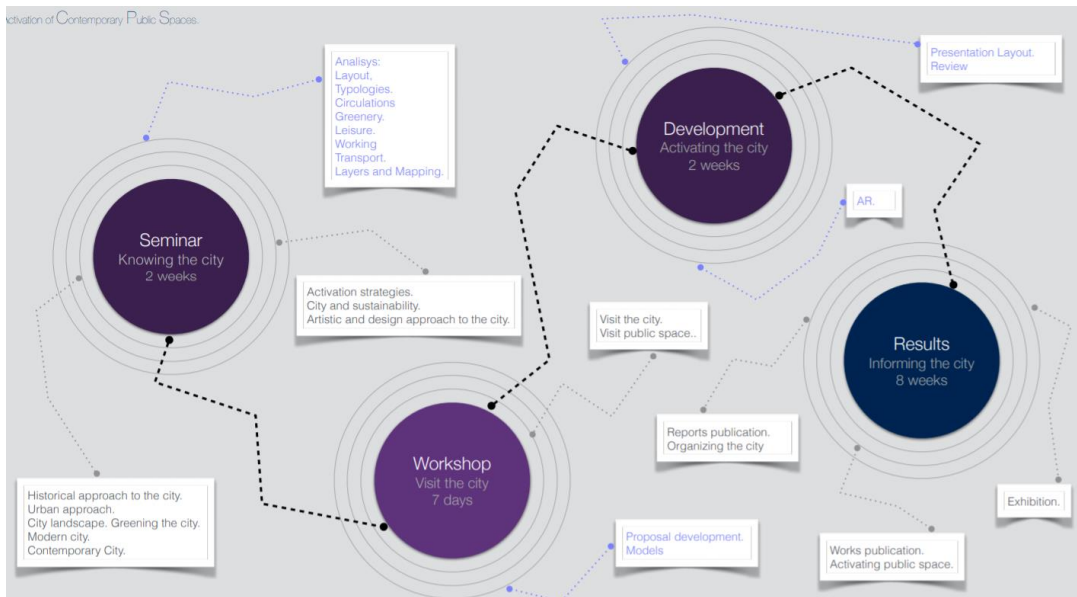 ctivation of Contemporary Public Spaces.
Analisys:
Layout,
Typologies.
Circulations
Greenery.
Leisure.
Working
Transport.
Layers and Mapping.
Seminar
Knowing the city
2 weeks
Activation strategies.
City and sustainability.
Artistic and design approach to the city.
Historical approach to the city.
Urban approach.
City landscape. Greening the city.
Modern city.
Contemporary City.
Workshop
Visit the city
7 days
Visit the city.
Visit public space..
Proposal development.
Models
Development
Activating the city
2 weeks
Presentation Layout.
Review
AR.
Results
Informing the city
8 weeks
Reports publication.
Organizing the city
Works publication.
Activating public space.
Exhibition.